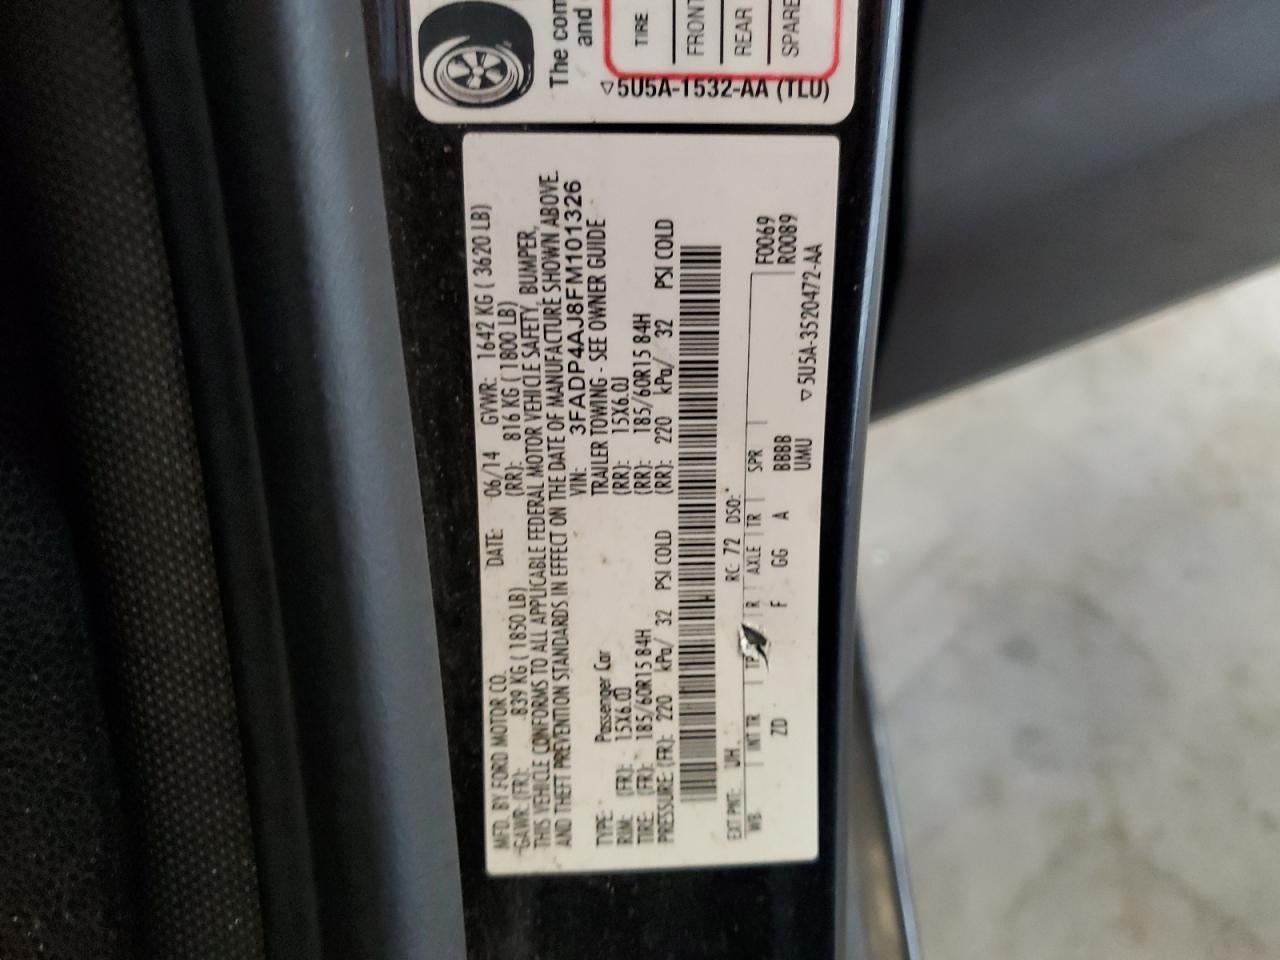 The com
and
TIRE
FRONT
REAR
SPARE
▽5U5A-1532-AA (TLU)
MFD. BY FORD MOTOR CO. DATE: 06/14 GVWR: 1642 KG ( 3620 LB)
GAWR: (FR): 839 KG ( 1850 LB) (RR): 816 KG ( 1800 LB)
THIS VEHICLE CONFORMS TO ALL APPLICABLE FEDERAL MOTOR VEHICLE SAFETY, BUMPER,
AND THEFT PREVENTION STANDARDS IN EFFECT ON THE DATE OF MANUFACTURE SHOWN ABOVE.
VIN: 3FADP4AJ8FM101326
TYPE: Passenger Car TRAILER TOWING - SEE OWNER GUIDE
RIM: (FR): 15X6.0J (RR): 15X6.0J
TIRE: (FR): 185/60R15 84H (RR): 185/60R15 84H
PRESSURE: (FR): 220 kPa/ 32 PSI COLD (RR): 220 kPa/ 32 PSI COLD
EXT PNT: UH RC: 72 DSO:
WB INT TR TP R AXLE TR SPR F0069
ZD F GG A BBBB R0089
UMU
▽5U5A-3520472-AA